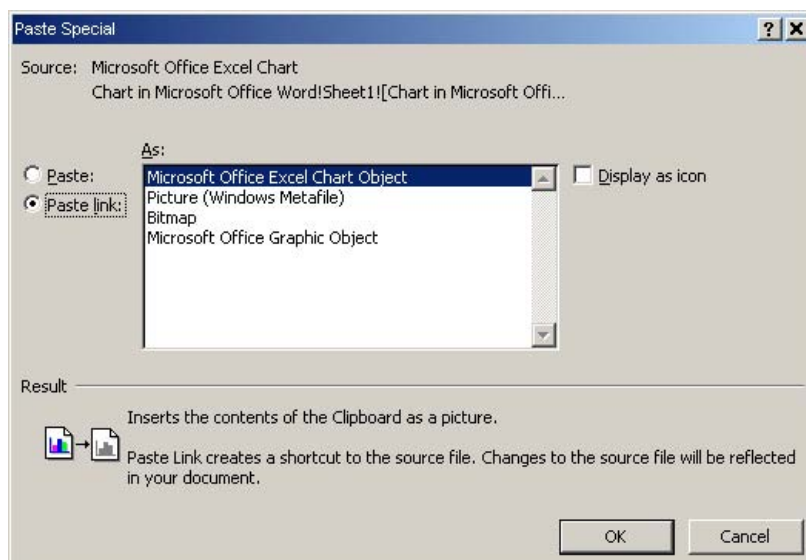 Paste Special
Source: Microsoft Office Excel Chart
Chart in Microsoft Office Word!Sheet1![Chart in Microsoft Offi...
As:
Paste:
Paste link:
Microsoft Office Excel Chart Object
Picture (Windows Metafile)
Bitmap
Microsoft Office Graphic Object
Display as icon
Result
Inserts the contents of the Clipboard as a picture.
Paste Link creates a shortcut to the source file. Changes to the source file will be reflected
in your document.
OK Cancel